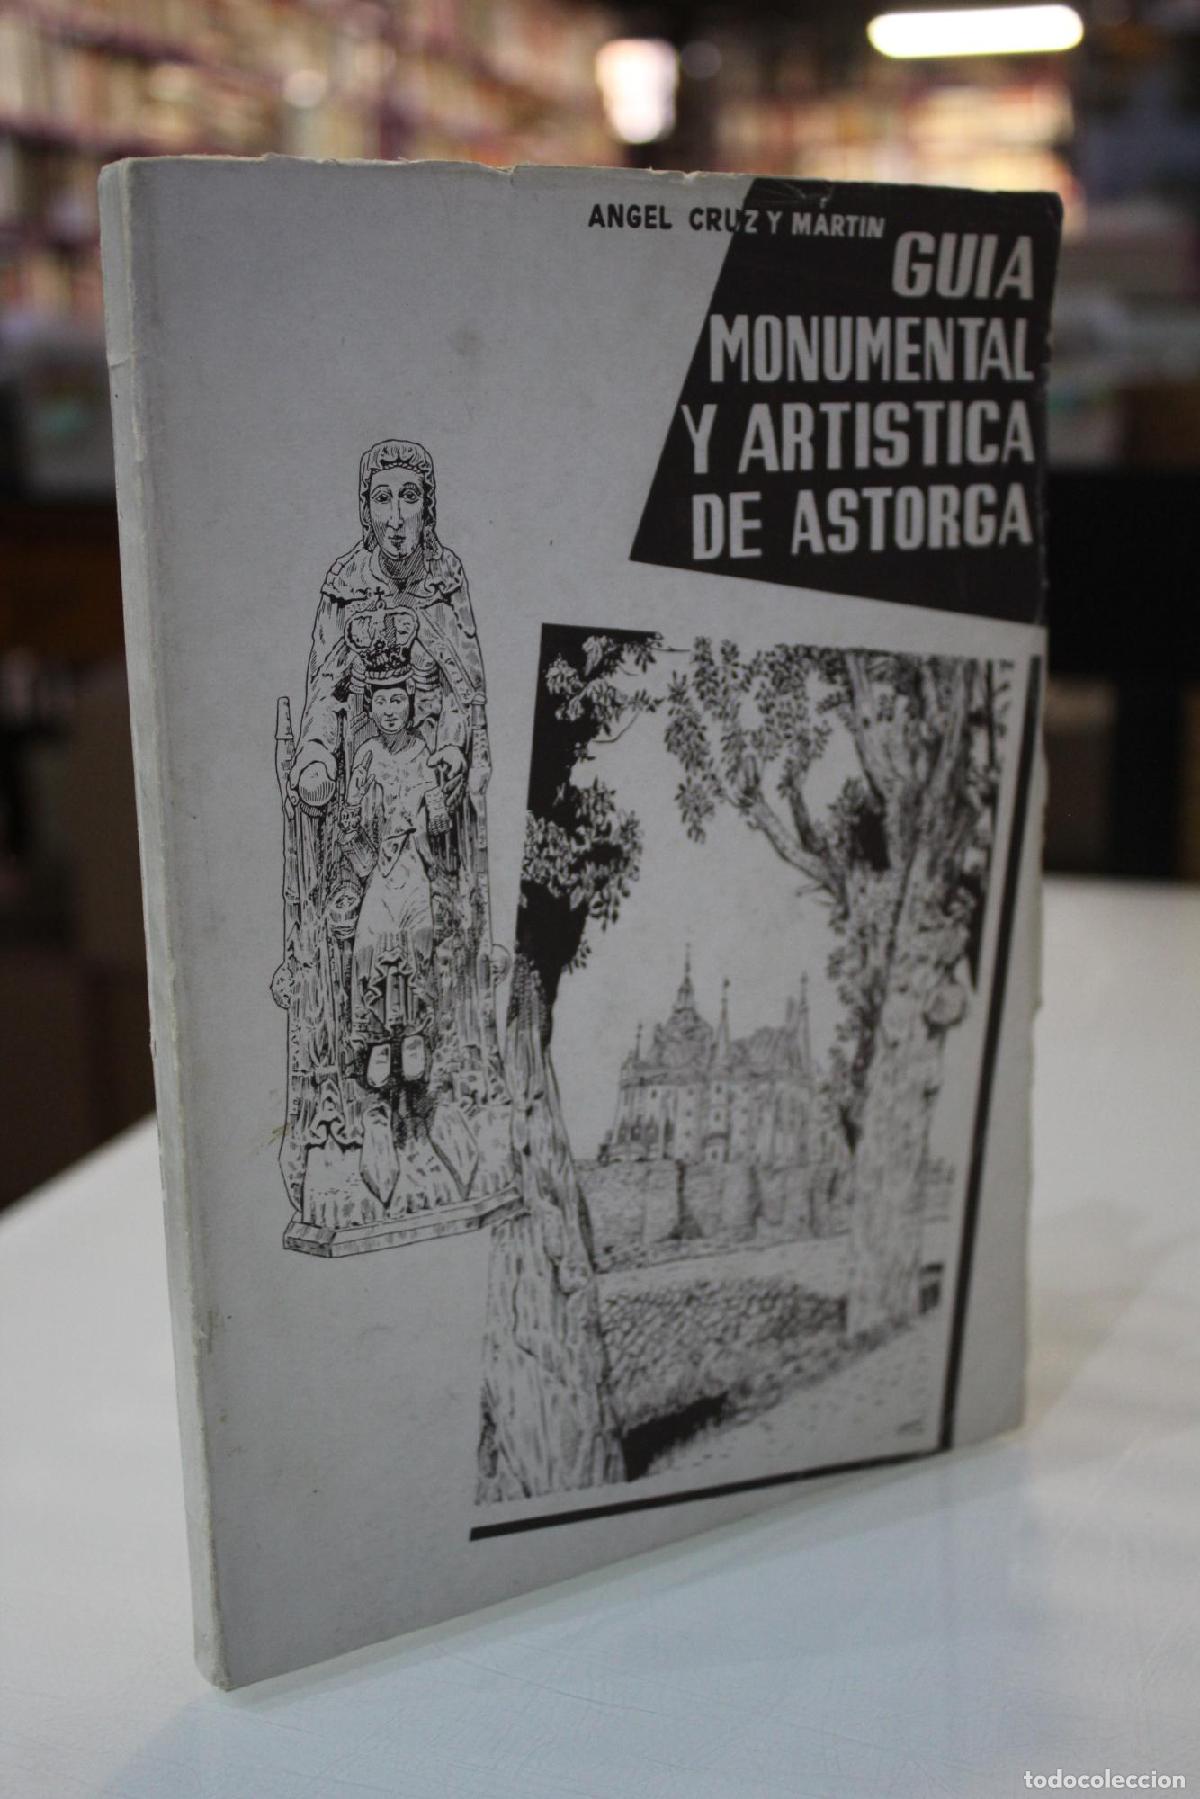 ANGEL CRUZ Y MARTIN
GUIA
MONUMENTAL
Y ARTISTICA
DE ASTORGA
todocoleccion